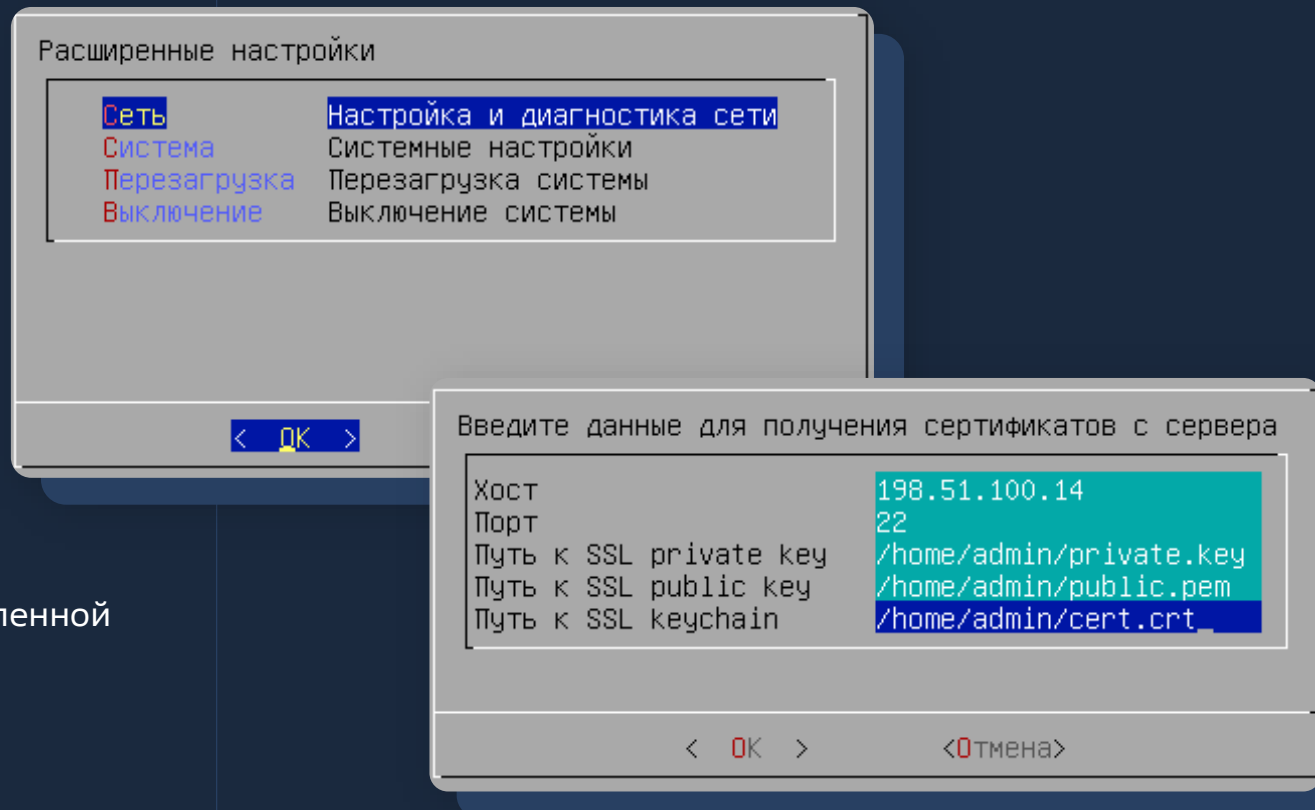 Расширенные настройки
Сеть Настройка и диагностика сети
Система Системные настройки
Перезагрузка Перезагрузка системы
Выключение Выключение системы
< OK >
Введите данные для получения сертификатов с сервера
Хост 198.51.100.14
Порт 22
Путь к SSL private key /home/admin/private.key
Путь к SSL public key /home/admin/public.pem
Путь к SSL keychain /home/admin/cert.crt_
< OK > <Отмена>
ленной